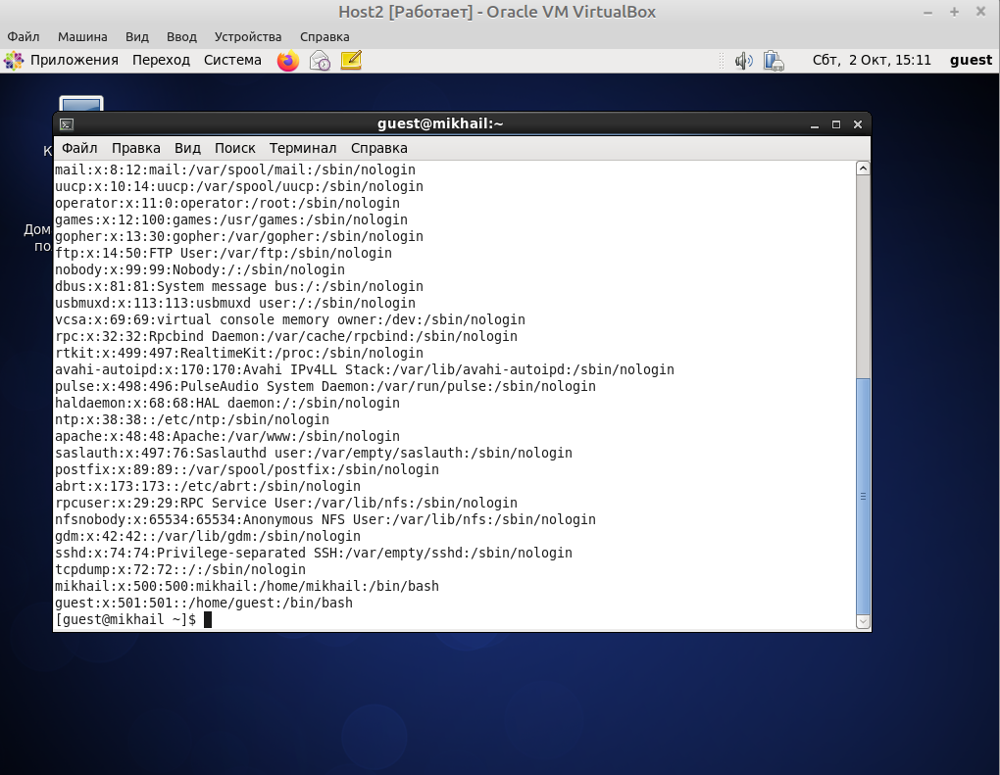 Host2 [Работает] - Oracle VM VirtualBox
Файл Машина Вид Ввод Устройства Справка
Приложения Переход Система Сбт, 2 Окт, 15:11 guest
guest@mikhail:~
Файл Правка Вид Поиск Терминал Справка
mail:x:8:12:mail:/var/spool/mail:/sbin/nologin
uucp:x:10:14:uucp:/var/spool/uucp:/sbin/nologin
operator:x:11:0:operator:/root:/sbin/nologin
games:x:12:100:games:/usr/games:/sbin/nologin
gopher:x:13:30:gopher:/var/gopher:/sbin/nologin
ftp:x:14:50:FTP User:/var/ftp:/sbin/nologin
nobody:x:99:99:Nobody:/:/sbin/nologin
dbus:x:81:81:System message bus:/:/sbin/nologin
usbmuxd:x:113:113:usbmuxd user:/:/sbin/nologin
vcsa:x:69:69:virtual console memory owner:/dev:/sbin/nologin
rpc:x:32:32:Rpcbind Daemon:/var/cache/rpcbind:/sbin/nologin
rtkit:x:499:497:RealtimeKit:/proc:/sbin/nologin
avahi-autoipd:x:170:170:Avahi IPv4LL Stack:/var/lib/avahi-autoipd:/sbin/nologin
pulse:x:498:496:PulseAudio System Daemon:/var/run/pulse:/sbin/nologin
haldaemon:x:68:68:HAL daemon:/:/sbin/nologin
ntp:x:38:38::/etc/ntp:/sbin/nologin
apache:x:48:48:Apache:/var/www:/sbin/nologin
saslauth:x:497:76:Saslauthd user:/var/empty/saslauth:/sbin/nologin
postfix:x:89:89::/var/spool/postfix:/sbin/nologin
abrt:x:173:173::/etc/abrt:/sbin/nologin
rpcuser:x:29:29:RPC Service User:/var/lib/nfs:/sbin/nologin
nfsnobody:x:65534:65534:Anonymous NFS User:/var/lib/nfs:/sbin/nologin
gdm:x:42:42::/var/lib/gdm:/sbin/nologin
sshd:x:74:74:Privilege-separated SSH:/var/empty/sshd:/sbin/nologin
tcpdump:x:72:72::/:/sbin/nologin
mikhail:x:500:500:mikhail:/home/mikhail:/bin/bash
guest:x:501:501::/home/guest:/bin/bash
[guest@mikhail ~]$